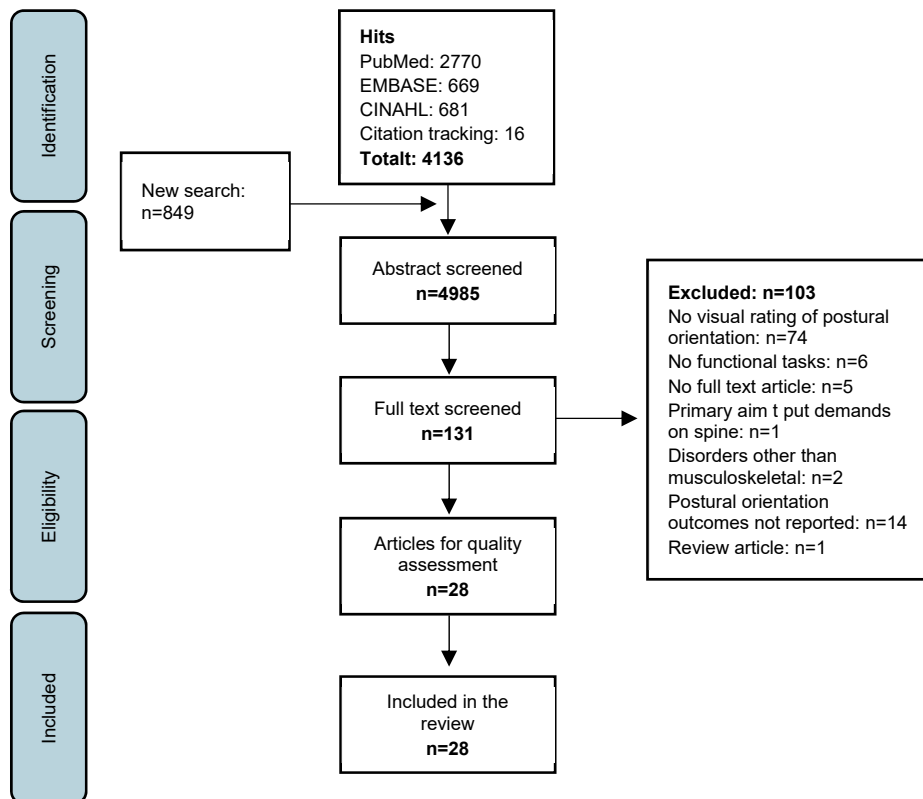 Identification
Hits
PubMed: 2770
EMBASE: 669
CINAHL: 681
Citation tracking: 16
Totalt: 4136
New search:
n=849
Screening
Abstract screened
n=4985
Full text screened
n=131
Excluded: n=103
No visual rating of postural
orientation: n=74
No functional tasks: n=6
No full text article: n=5
Primary aim t put demands
on spine: n=1
Disorders other than
musculoskeletal: n=2
Postural orientation
outcomes not reported: n=14
Review article: n=1
Eligibility
Articles for quality
assessment
n=28
Included
Included in the
review
n=28